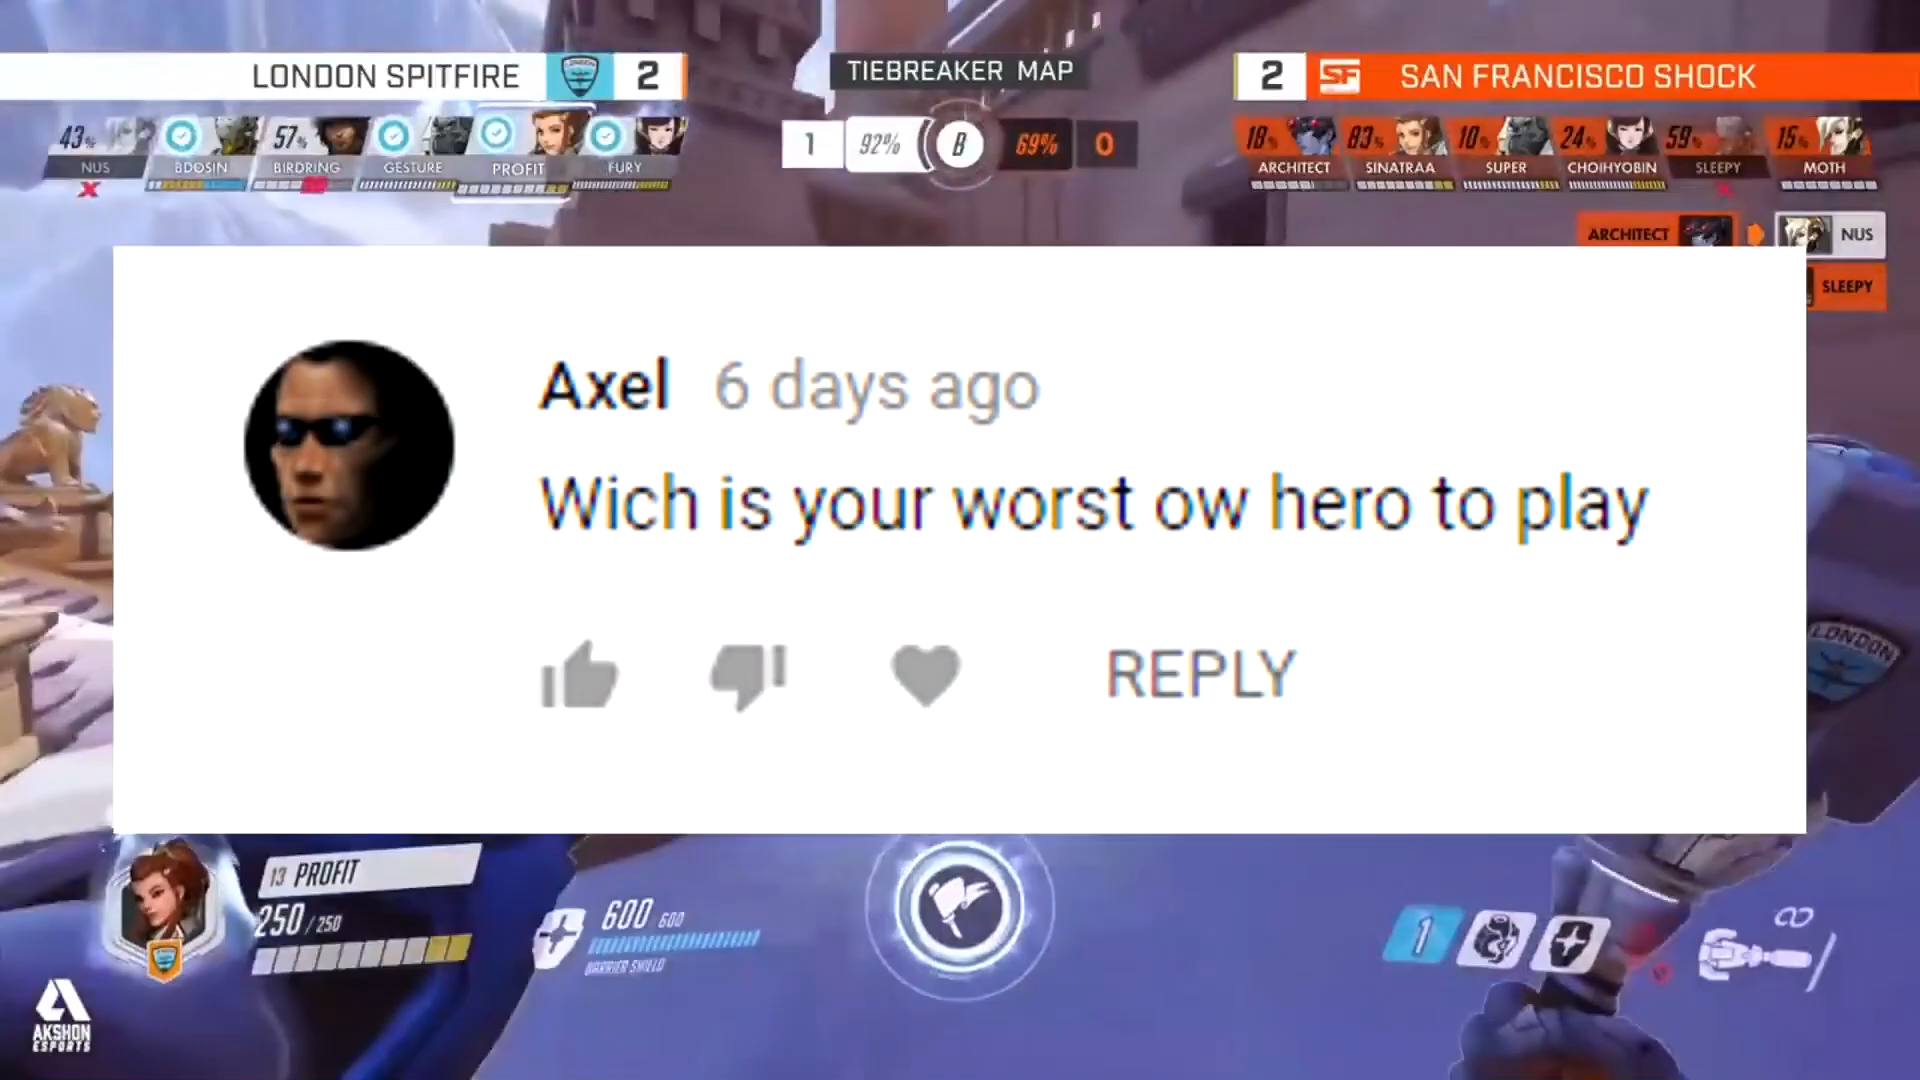 LONDON SPITFIRE 2
TIEBREAKER MAP
2 SF SAN FRANCISCO SHOCK
43% 57%
NUS BDOSIN BIRDRING GESTURE PROFIT FURY
1 92% B 69% 0
18% 83% 10% 24% 59% 15%
ARCHITECT SINATRAA SUPER CHOIHYOBIN SLEEPY MOTH
ARCHITECT NUS
SLEEPY
Axel 6 days ago
Wich is your worst ow hero to play
REPLY
LONDON
13 PROFIT
250 / 250
600 600
BARRIER SHIELD
1
∞
AKSHON
ESPORTS